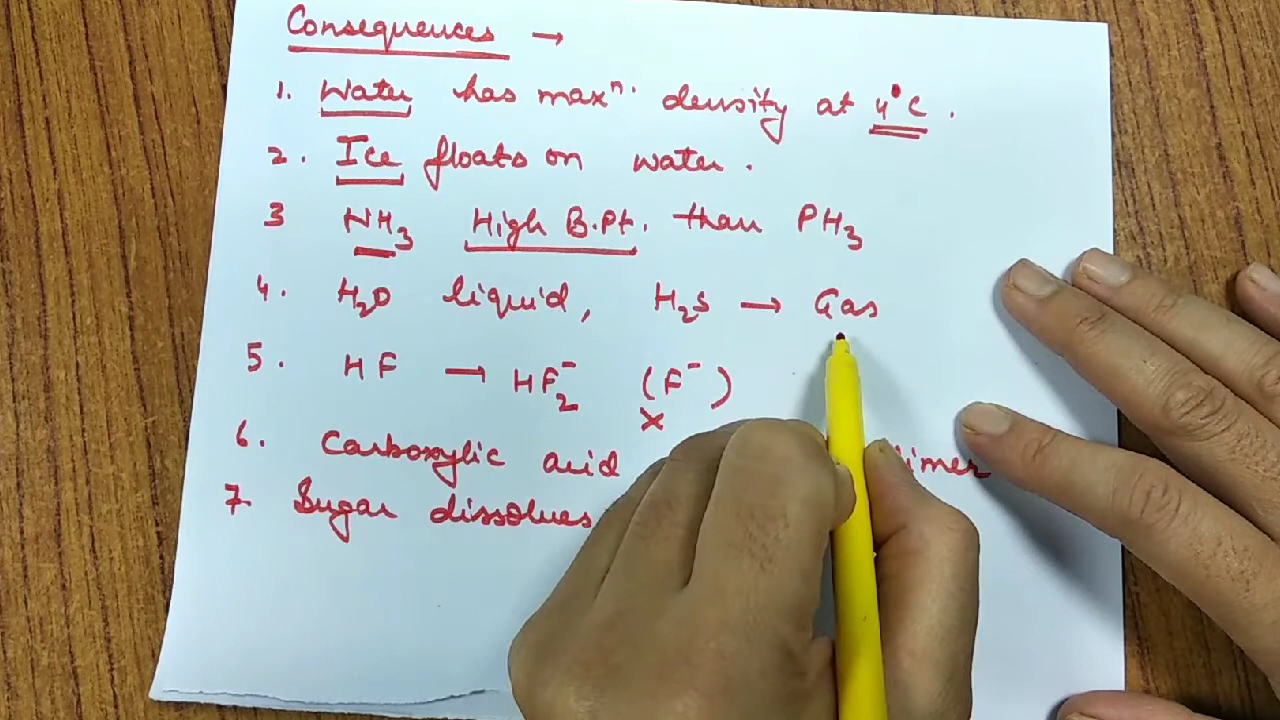 Consequences →
1. Water has maxⁿ. density at 4°C.
2. Ice floats on water.
3 NH₃ High B.Pt. than PH₃
4. H₂O liquid, H₂S → Gas
5. HF → HF₂⁻ (F⁻)
x
6. Carboxylic acid dimer
7. Sugar dissolves